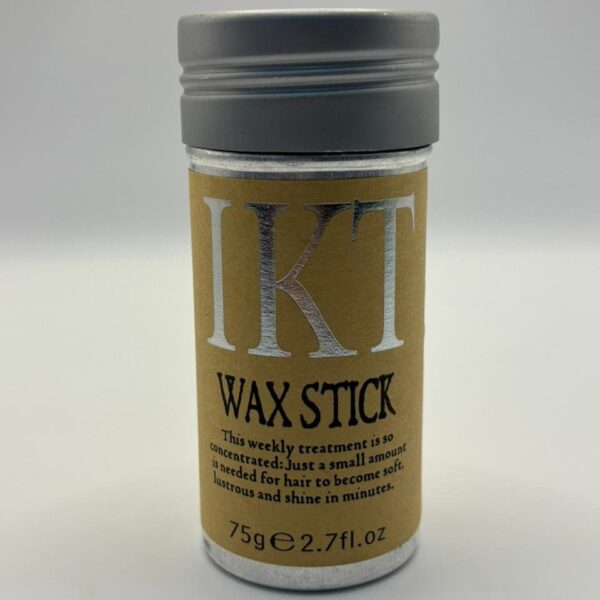 IKT
WAX STICK
This weekly treatment is so
concentrated:Just a small amount
is needed for hair to become soft,
lustrous and shine in minutes.
75g℮2.7fl.oz